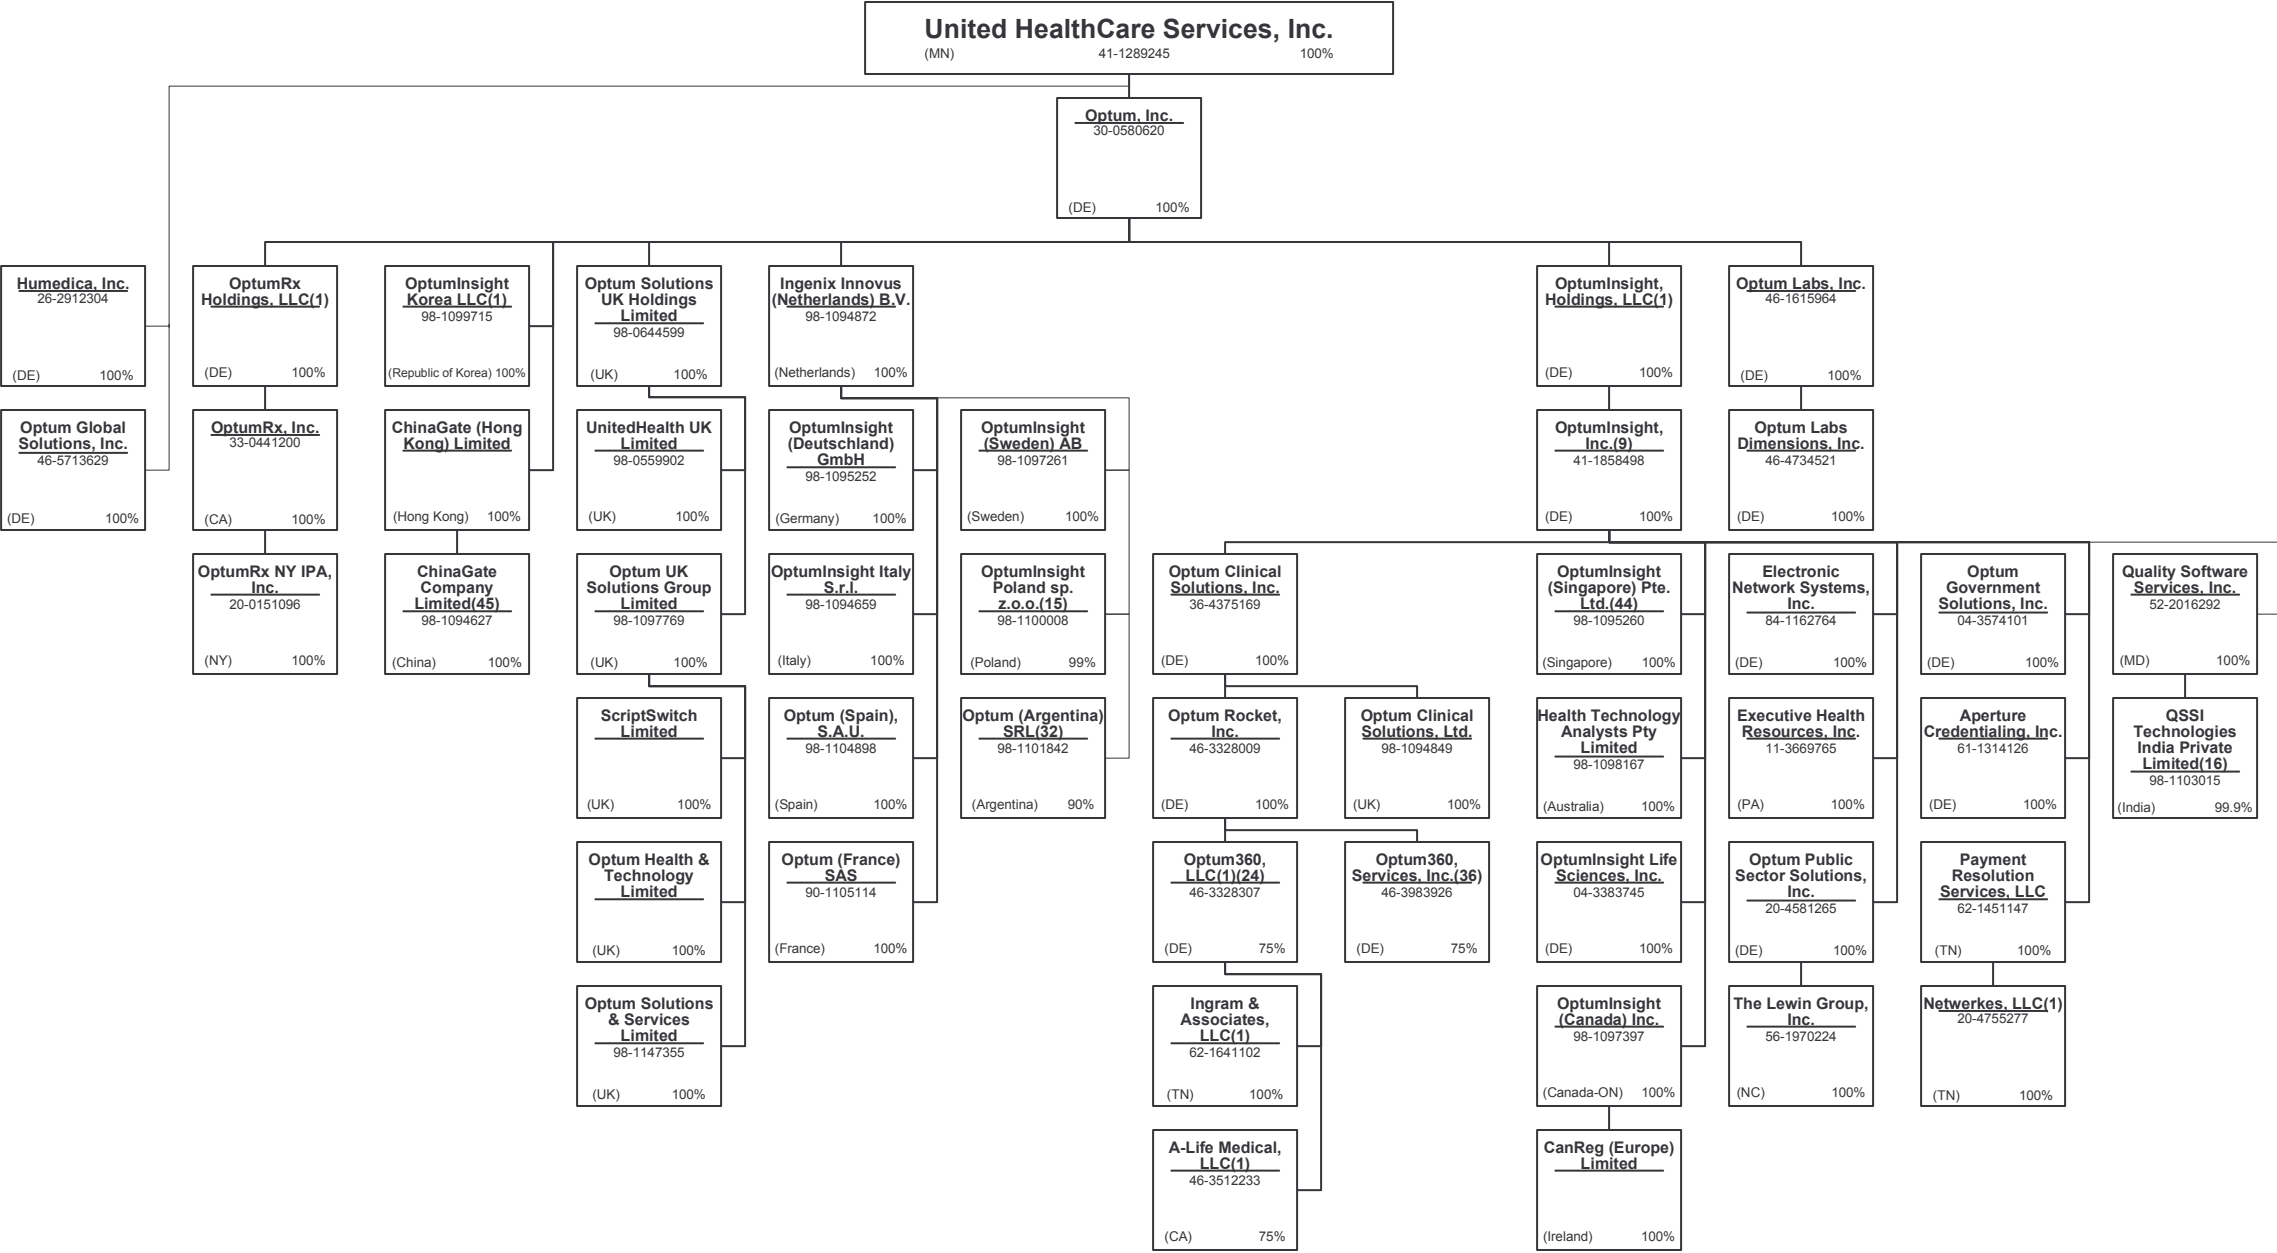 United HealthCare Services, Inc.
(MN) 41-1289245 100%
Optum, Inc.
30-0580620
(DE) 100%
Humedica, Inc.
26-2912304
(DE) 100%
OptumRx
Holdings, LLC(1)
(DE) 100%
OptumInsight
Korea LLC(1)
98-1099715
(Republic of Korea) 100%
Optum Solutions
UK Holdings
Limited
98-0644599
(UK) 100%
Ingenix Innovus
(Netherlands) B.V.
98-1094872
(Netherlands) 100%
OptumInsight,
Holdings, LLC(1)
(DE) 100%
Optum Labs, Inc.
46-1615964
(DE) 100%
Optum Global
Solutions, Inc.
46-5713629
(DE) 100%
OptumRx, Inc.
33-0441200
(CA) 100%
ChinaGate (Hong
Kong) Limited
(Hong Kong) 100%
UnitedHealth UK
Limited
98-0559902
(UK) 100%
OptumInsight
(Deutschland)
GmbH
98-1095252
(Germany) 100%
OptumInsight
(Sweden) AB
98-1097261
(Sweden) 100%
OptumInsight,
Inc.(9)
41-1858498
(DE) 100%
Optum Labs
Dimensions, Inc.
46-4734521
(DE) 100%
OptumRx NY IPA,
Inc.
20-0151096
(NY) 100%
ChinaGate
Company
Limited(45)
98-1094627
(China) 100%
Optum UK
Solutions Group
Limited
98-1097769
(UK) 100%
OptumInsight Italy
S.r.l.
98-1094659
(Italy) 100%
OptumInsight
Poland sp.
z.o.o.(15)
98-1100008
(Poland) 99%
Optum Clinical
Solutions, Inc.
36-4375169
(DE) 100%
OptumInsight
(Singapore) Pte.
Ltd.(44)
98-1095260
(Singapore) 100%
Electronic
Network Systems,
Inc.
84-1162764
(DE) 100%
Optum
Government
Solutions, Inc.
04-3574101
(DE) 100%
Quality Software
Services, Inc.
52-2016292
(MD) 100%
ScriptSwitch
Limited
(UK) 100%
Optum (Spain),
S.A.U.
98-1104898
(Spain) 100%
Optum (Argentina)
SRL(32)
98-1101842
(Argentina) 90%
Optum Rocket,
Inc.
46-3328009
(DE) 100%
Optum Clinical
Solutions, Ltd.
98-1094849
(UK) 100%
Health Technology
Analysts Pty
Limited
98-1098167
(Australia) 100%
Executive Health
Resources, Inc.
11-3669765
(PA) 100%
Aperture
Credentialing, Inc.
61-1314126
(DE) 100%
QSSI
Technologies
India Private
Limited(16)
98-1103015
(India) 99.9%
Optum Health &
Technology
Limited
(UK) 100%
Optum (France)
SAS
90-1105114
(France) 100%
Optum360,
LLC(1)(24)
46-3328307
(DE) 75%
Optum360,
Services, Inc.(36)
46-3983926
(DE) 75%
OptumInsight Life
Sciences, Inc.
04-3383745
(DE) 100%
Optum Public
Sector Solutions,
Inc.
20-4581265
(DE) 100%
Payment
Resolution
Services, LLC
62-1451147
(TN) 100%
Optum Solutions
& Services
Limited
98-1147355
(UK) 100%
Ingram &
Associates,
LLC(1)
62-1641102
(TN) 100%
OptumInsight
(Canada) Inc.
98-1097397
(Canada-ON) 100%
The Lewin Group,
Inc.
56-1970224
(NC) 100%
Netwerkes, LLC(1)
20-4755277
(TN) 100%
A-Life Medical,
LLC(1)
46-3512233
(CA) 75%
CanReg (Europe)
Limited
(Ireland) 100%